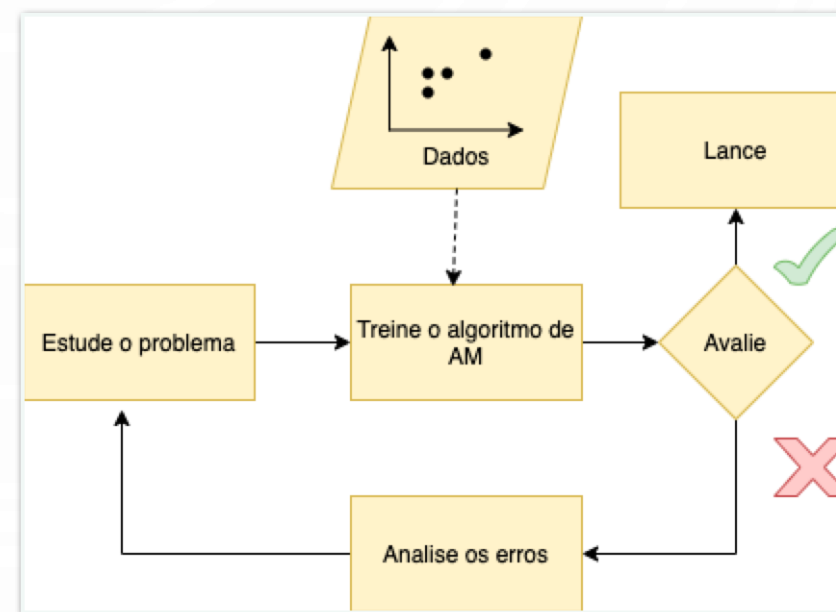 Dados
Lance
Estude o problema
Treine o algoritmo de
AM
Avalie
Analise os erros